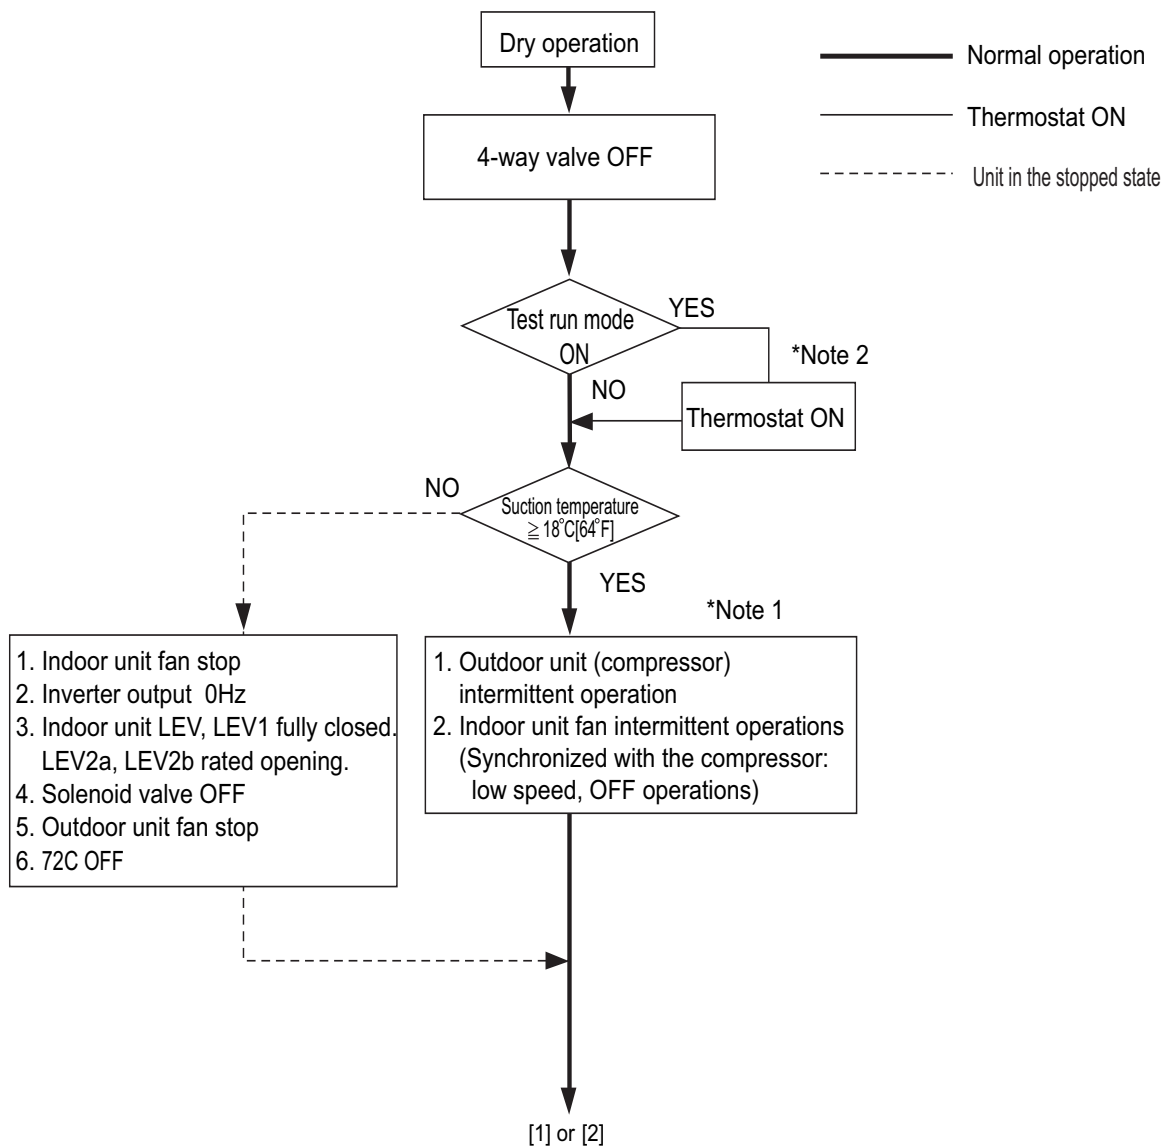 Dry operation
Normal operation
4-way valve OFF
Thermostat ON
Unit in the stopped state
Test run mode
ON
YES
*Note 2
NO
Thermostat ON
NO
Suction temperature
≧ 18°C[64°F]
YES
*Note 1
1. Indoor unit fan stop
2. Inverter output 0Hz
3. Indoor unit LEV, LEV1 fully closed.
LEV2a, LEV2b rated opening.
4. Solenoid valve OFF
5. Outdoor unit fan stop
6. 72C OFF
1. Outdoor unit (compressor)
intermittent operation
2. Indoor unit fan intermittent operations
(Synchronized with the compressor:
low speed, OFF operations)
[1] or [2]